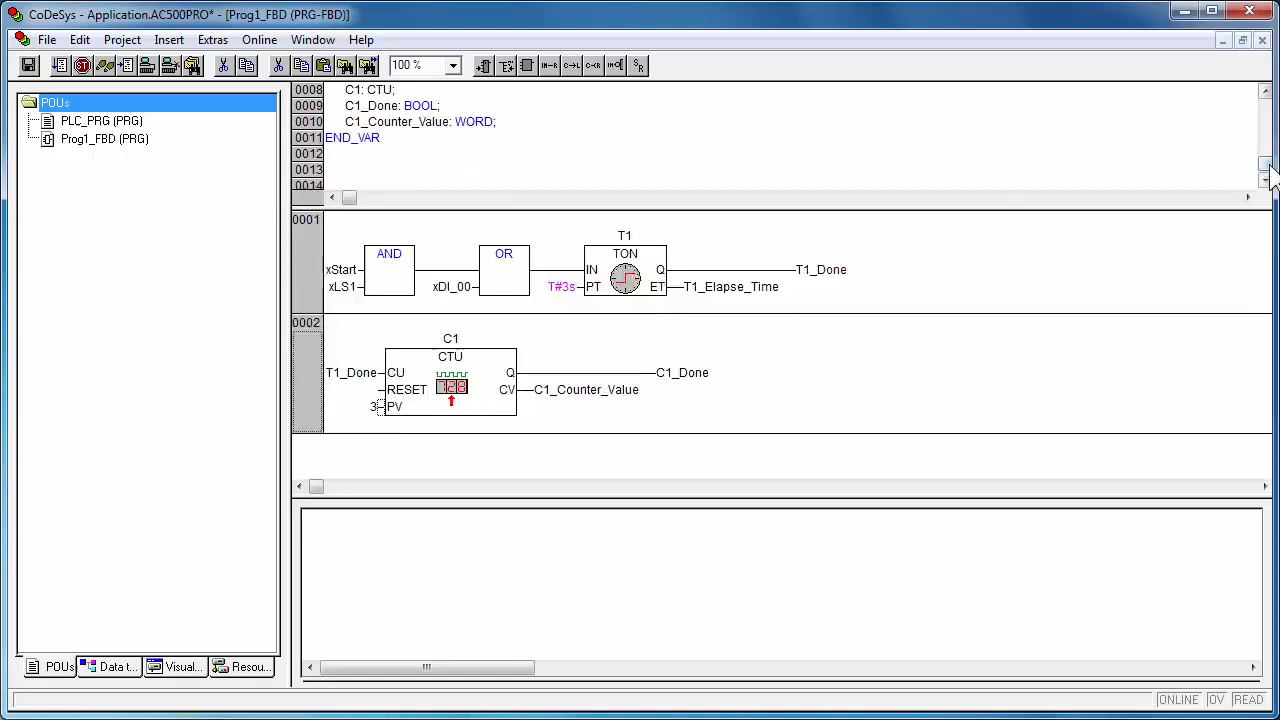 CoDeSys - Application.AC500PRO* - [Prog1_FBD (PRG-FBD)]
File Edit Project Insert Extras Online Window Help
100 %
POUs
PLC_PRG (PRG)
Prog1_FBD (PRG)
0008 C1: CTU;
0009 C1_Done: BOOL;
0010 C1_Counter_Value: WORD;
0011 END_VAR
0012
0013
0014
0001
T1
AND OR TON
xStart IN Q T1_Done
xLS1 xDI_00 T#3s PT ET T1_Elapse_Time
0002
C1
CTU
T1_Done CU Q C1_Done
RESET CV C1_Counter_Value
3 PV
POUs Data t... Visual... Resou...
ONLINE OV READ